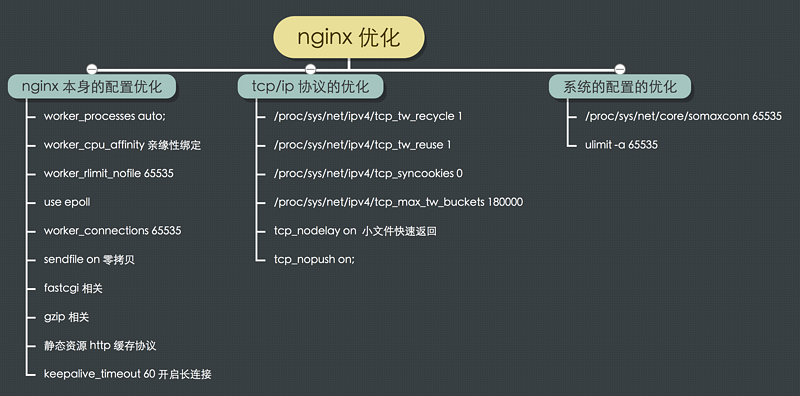 nginx 优化
nginx 本身的配置优化
worker_processes auto;
worker_cpu_affinity 亲缘性绑定
worker_rlimit_nofile 65535
use epoll
worker_connections 65535
sendfile on 零拷贝
fastcgi 相关
gzip 相关
静态资源 http 缓存协议
keepalive_timeout 60 开启长连接
tcp/ip 协议的优化
/proc/sys/net/ipv4/tcp_tw_recycle 1
/proc/sys/net/ipv4/tcp_tw_reuse 1
/proc/sys/net/ipv4/tcp_syncookies 0
/proc/sys/net/ipv4/tcp_max_tw_buckets 180000
tcp_nodelay on 小文件快速返回
tcp_nopush on;
系统的配置的优化
/proc/sys/net/core/somaxconn 65535
ulimit -a 65535